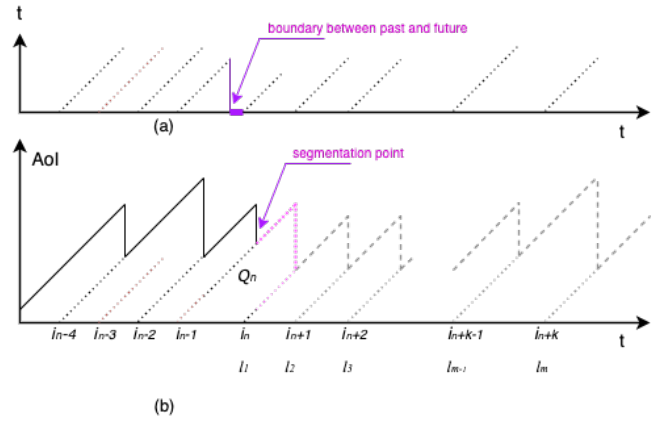 t
boundary between past and future
(a)
t
AoI
segmentation point
Qn
in-4 in-3 in-2 in-1 in in+1 in+2 in+k-1 in+k t
l1 l2 l3 lm-1 lm
(b)